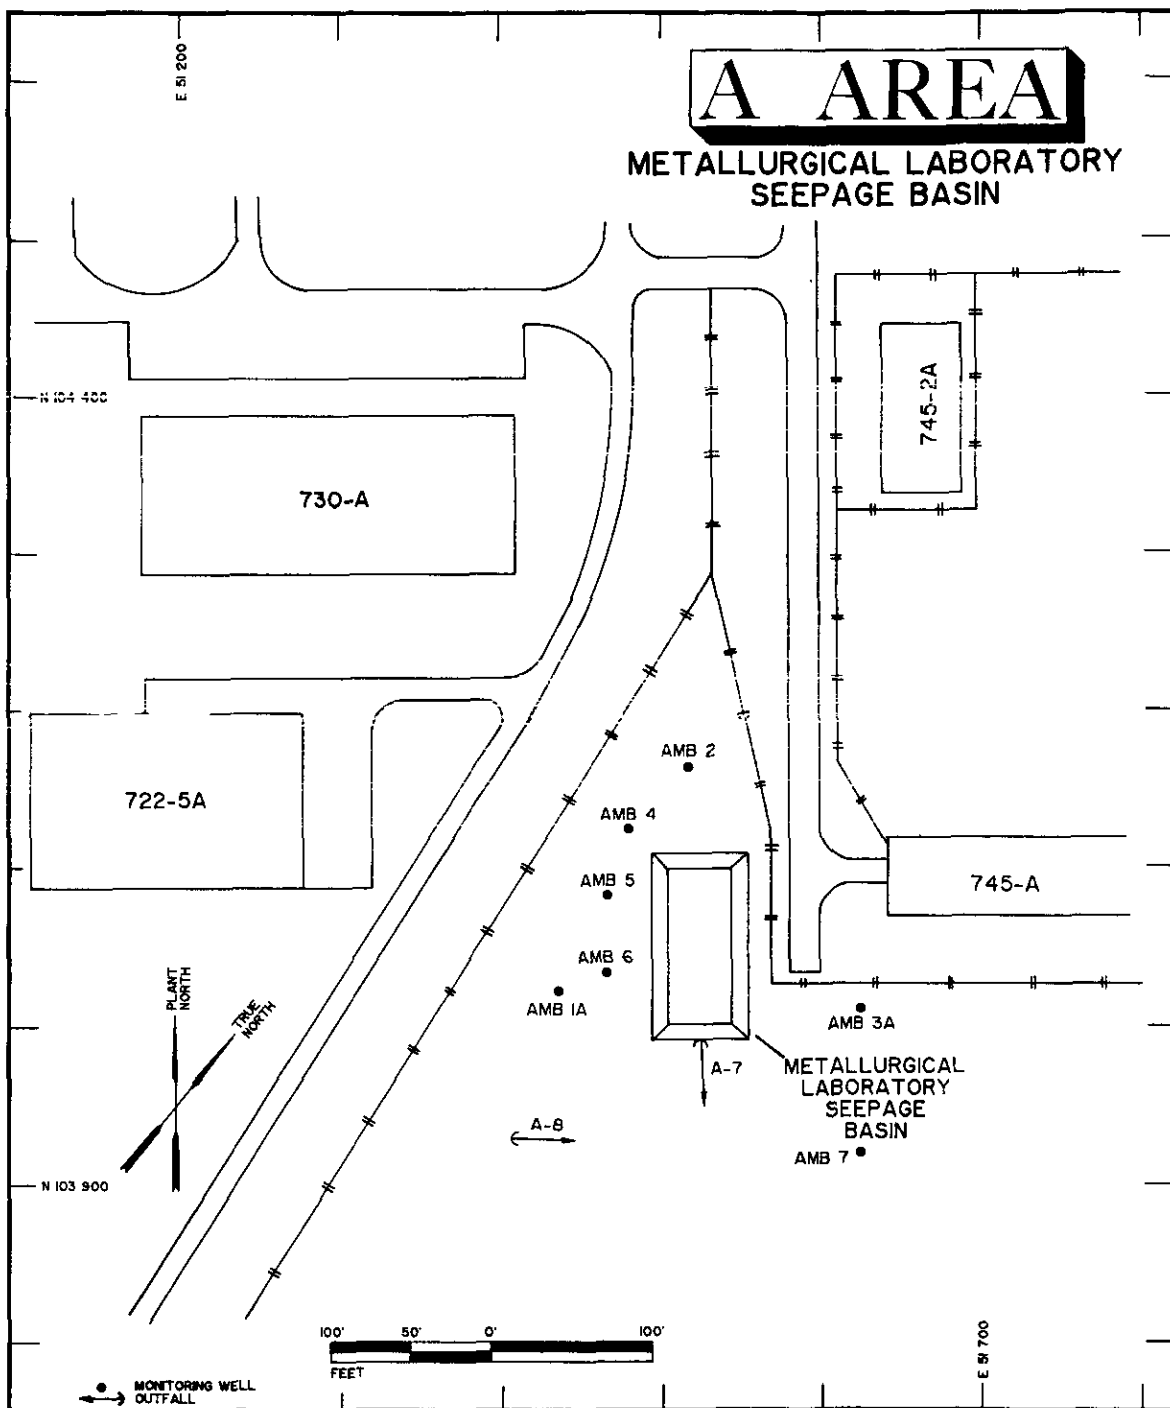 E 51 200
A AREA
METALLURGICAL LABORATORY
SEEPAGE BASIN
N 104 400
745-2A
730-A
AMB 2
722-5A
AMB 4
AMB 5
745-A
AMB 6
AMB 1A
PLANT
NORTH
TRUE
NORTH
AMB 3A
A-7
METALLURGICAL
LABORATORY
SEEPAGE
BASIN
A-8
AMB 7
N 103 900
100' 50' 0' 100'
FEET
E 51 700
MONITORING WELL
OUTFALL